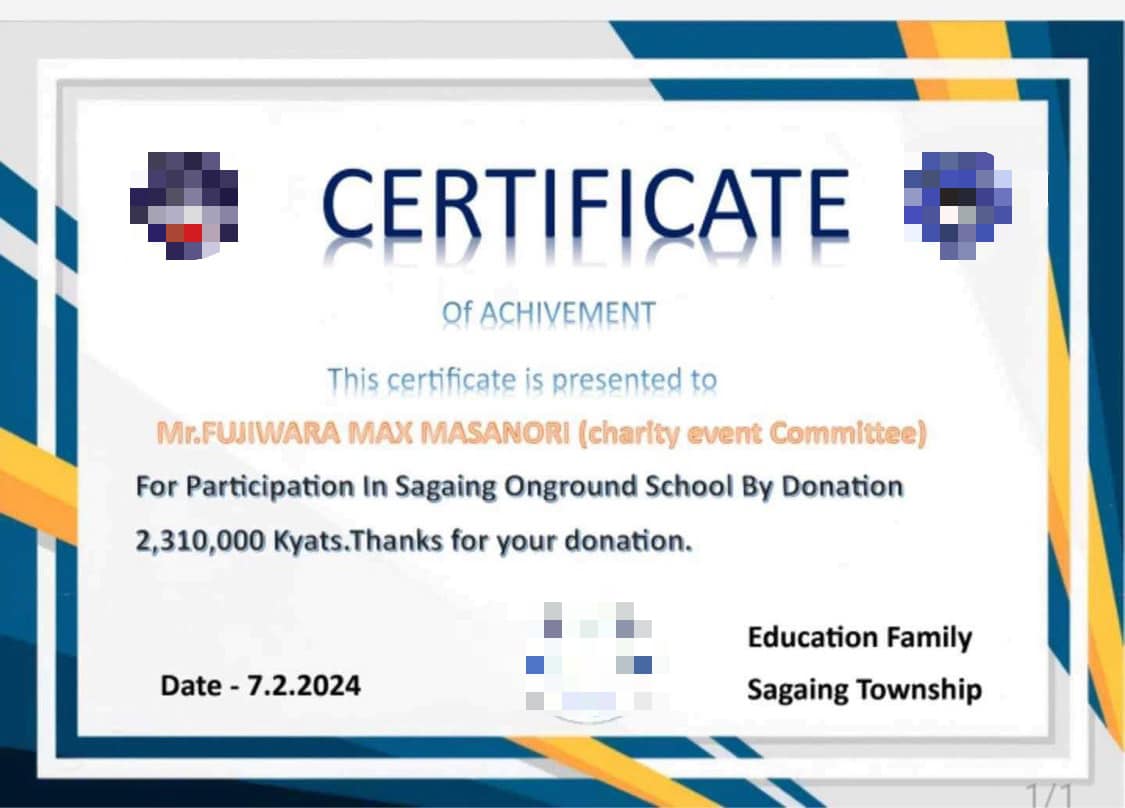 CERTIFICATE
Of ACHIVEMENT
This certificate is presented to
Mr.FUJIWARA MAX MASANORI (charity event Committee)
For Participation In Sagaing Onground School By Donation
2,310,000 Kyats.Thanks for your donation.
Education Family
Date - 7.2.2024
Sagaing Township
1/1